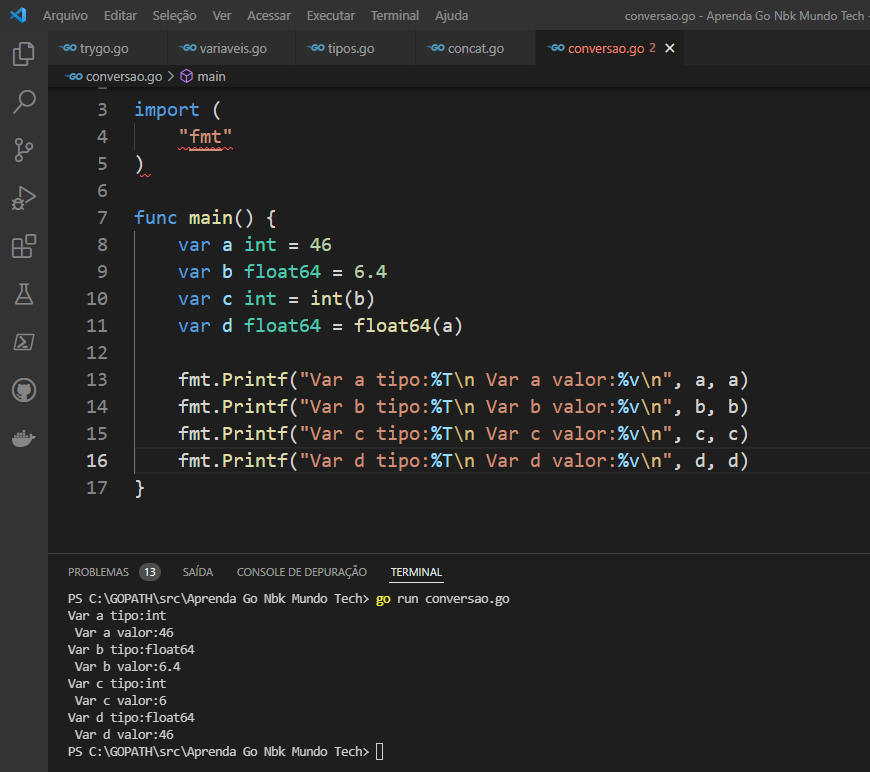 Arquivo Editar Seleção Ver Acessar Executar Terminal Ajuda conversao.go - Aprenda Go Nbk Mundo Tech -
trygo.go variaveis.go tipos.go concat.go conversao.go 2
conversao.go > main
3 import (
4 "fmt"
5 )
6
7 func main() {
8 var a int = 46
9 var b float64 = 6.4
10 var c int = int(b)
11 var d float64 = float64(a)
12
13 fmt.Printf("Var a tipo:%T\n Var a valor:%v\n", a, a)
14 fmt.Printf("Var b tipo:%T\n Var b valor:%v\n", b, b)
15 fmt.Printf("Var c tipo:%T\n Var c valor:%v\n", c, c)
16 fmt.Printf("Var d tipo:%T\n Var d valor:%v\n", d, d)
17 }
PROBLEMAS 13 SAÍDA CONSOLE DE DEPURAÇÃO TERMINAL
PS C:\GOPATH\src\Aprenda Go Nbk Mundo Tech> go run conversao.go
Var a tipo:int
Var a valor:46
Var b tipo:float64
Var b valor:6.4
Var c tipo:int
Var c valor:6
Var d tipo:float64
Var d valor:46
PS C:\GOPATH\src\Aprenda Go Nbk Mundo Tech>